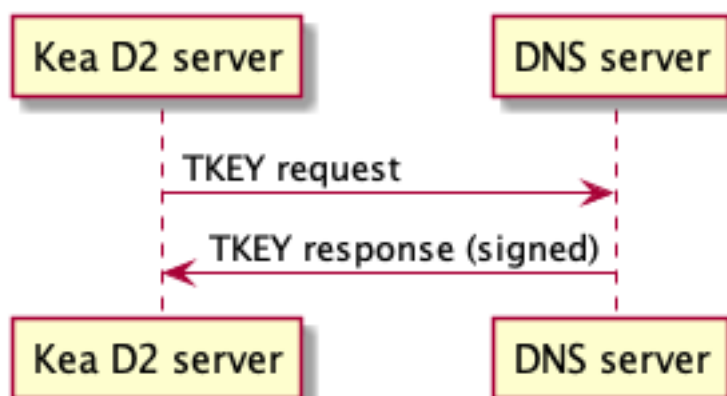 Kea D2 server
DNS server
TKEY request
TKEY response (signed)
Kea D2 server
DNS server